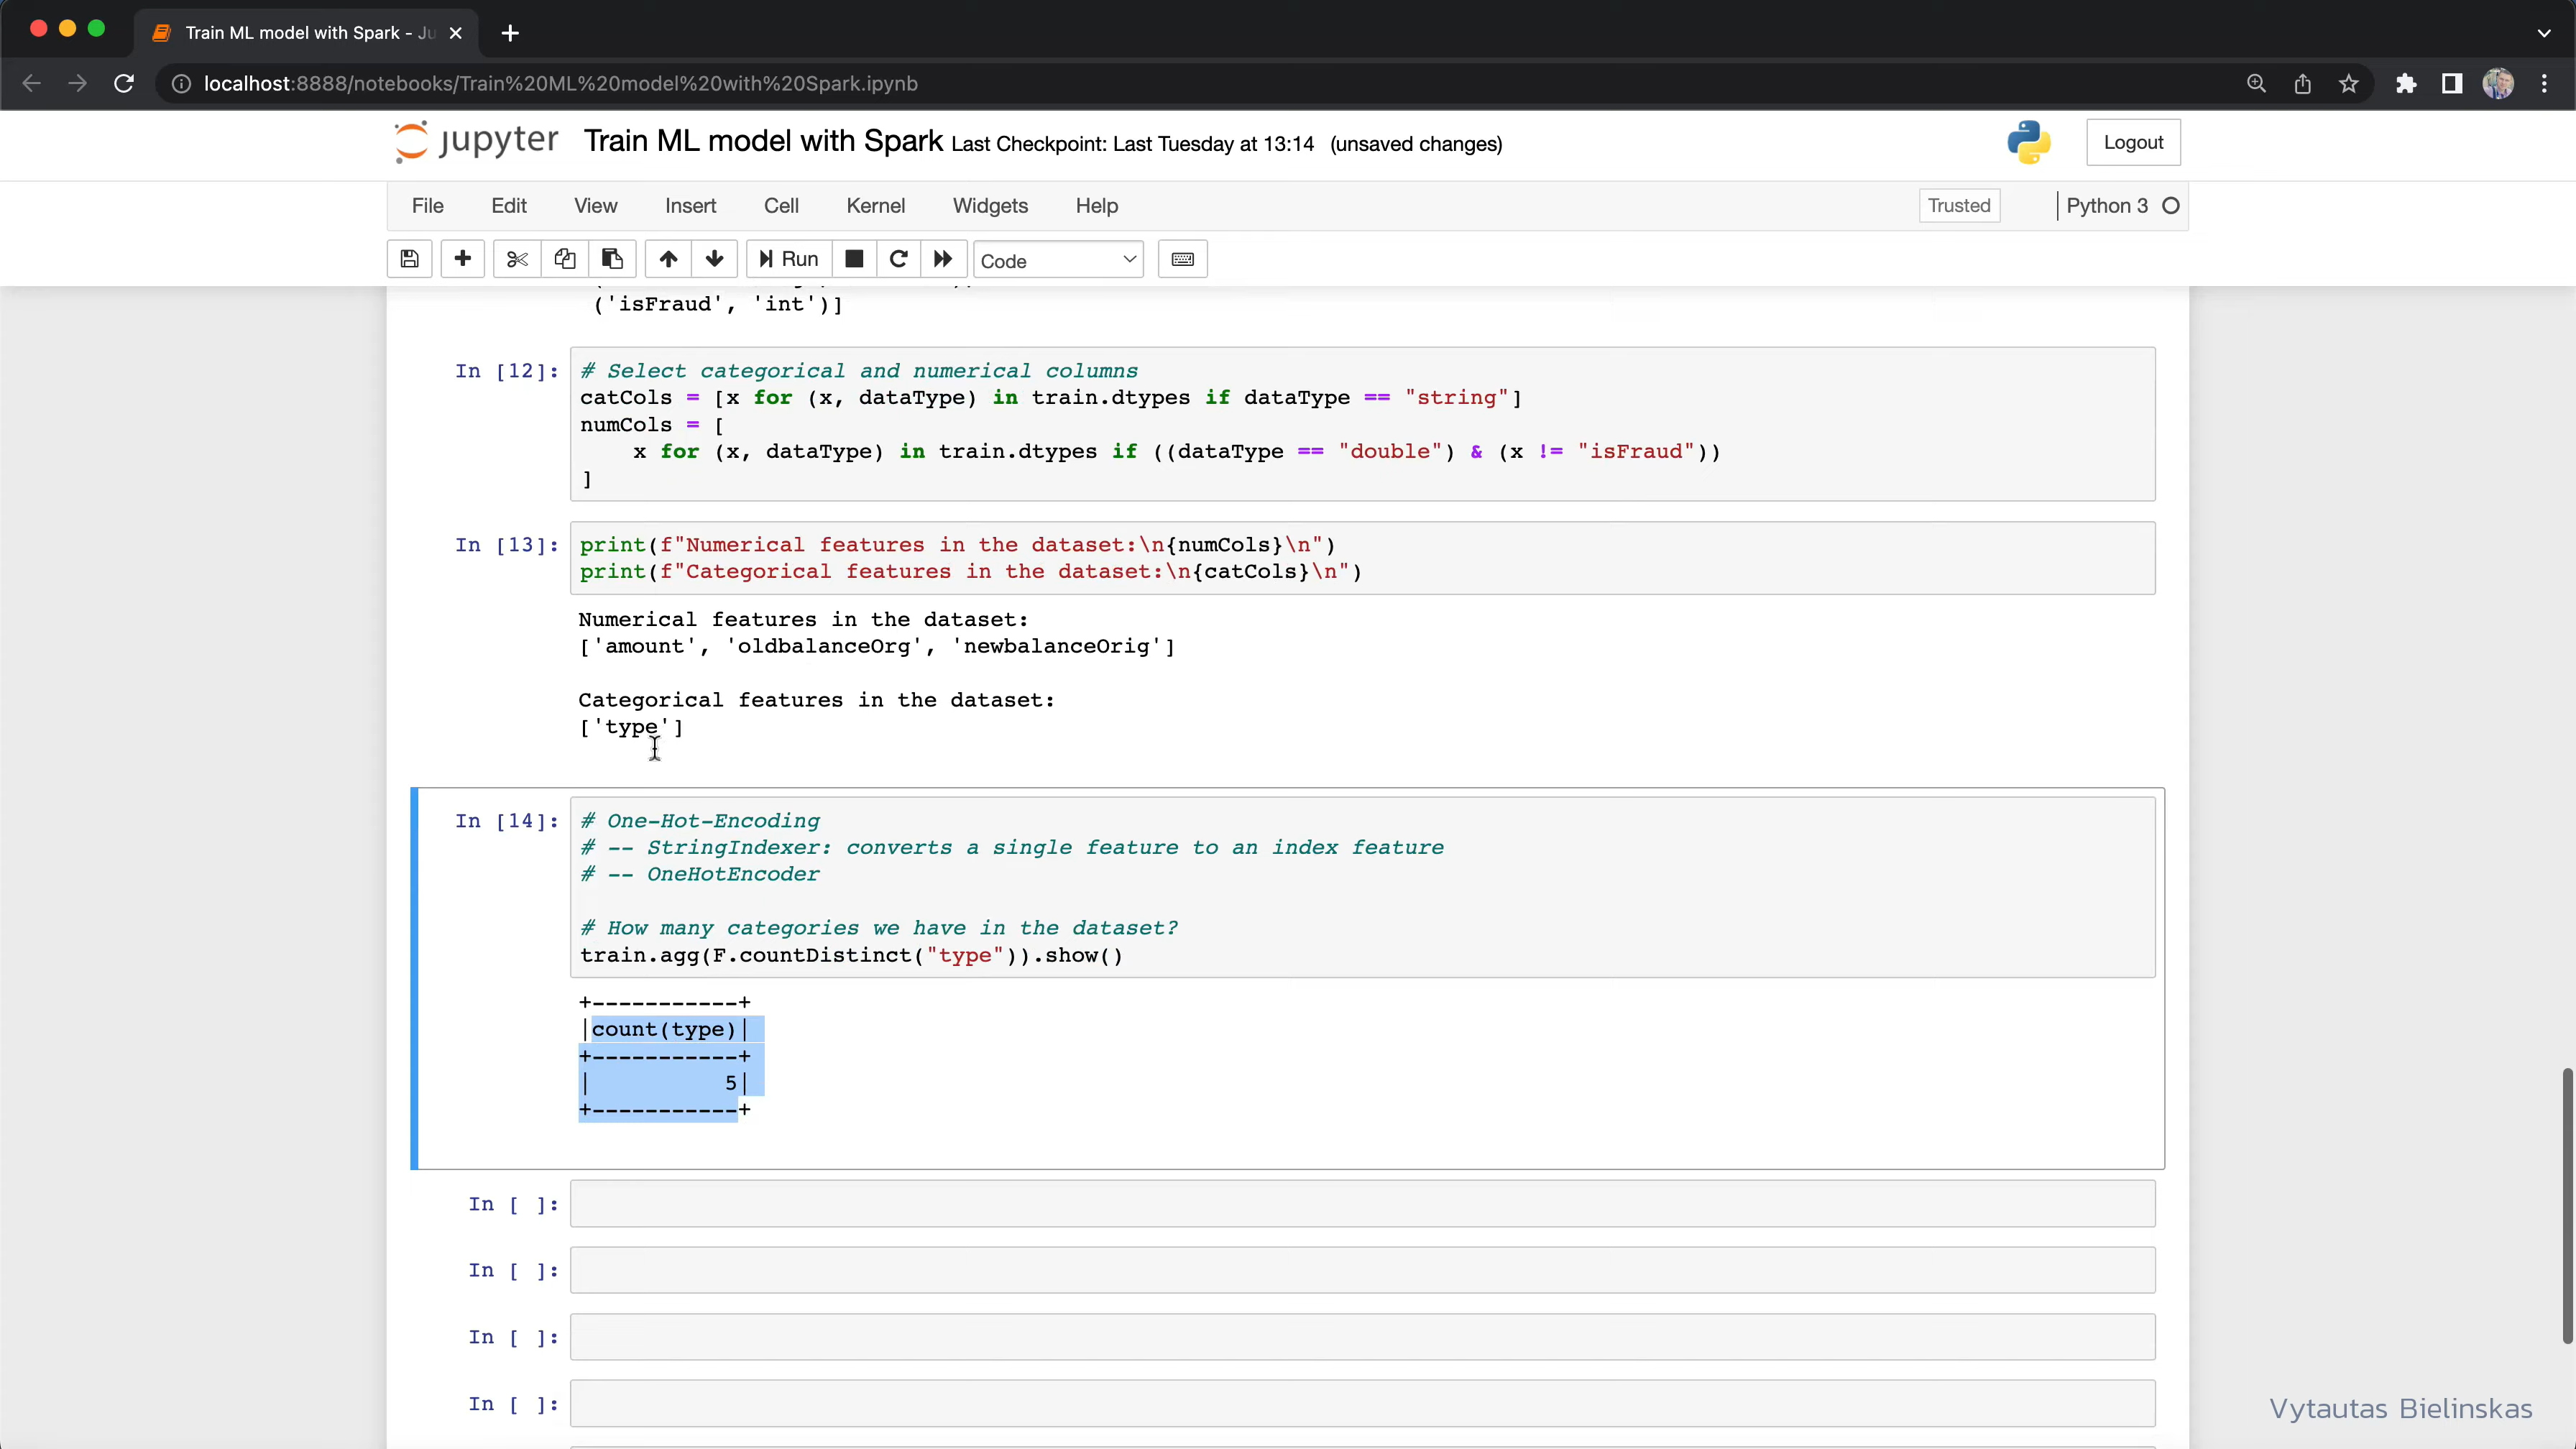 Train ML model with Spark - Ju
localhost:8888/notebooks/Train%20ML%20model%20with%20Spark.ipynb
jupyter Train ML model with Spark Last Checkpoint: Last Tuesday at 13:14 (unsaved changes)
Logout
File Edit View Insert Cell Kernel Widgets Help
Trusted
Python 3
Run
Code
('isFraud', 'int')]
In [12]:
# Select categorical and numerical columns
catCols = [x for (x, dataType) in train.dtypes if dataType == "string"]
numCols = [
    x for (x, dataType) in train.dtypes if ((dataType == "double") & (x != "isFraud"))
]
In [13]:
print(f"Numerical features in the dataset:\n{numCols}\n")
print(f"Categorical features in the dataset:\n{catCols}\n")
Numerical features in the dataset:
['amount', 'oldbalanceOrg', 'newbalanceOrig']
Categorical features in the dataset:
['type']
In [14]:
# One-Hot-Encoding
# -- StringIndexer: converts a single feature to an index feature
# -- OneHotEncoder
# How many categories we have in the dataset?
train.agg(F.countDistinct("type")).show()
+-----------+
|count(type)|
+-----------+
|          5|
+-----------+
In [ ]:
In [ ]:
In [ ]:
In [ ]:
Vytautas Bielinskas